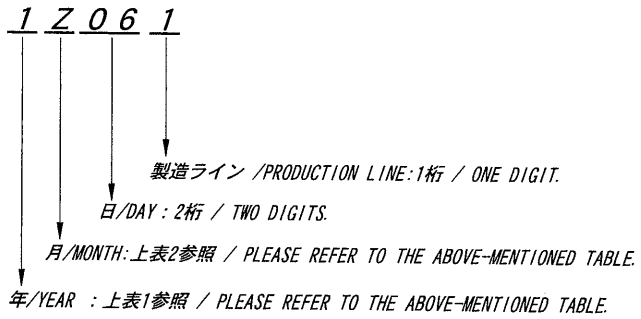 1 Z 0 6 1
製造ライン /PRODUCTION LINE:1桁 / ONE DIGIT.
日/DAY : 2桁 / TWO DIGITS.
月/MONTH:上表2参照 / PLEASE REFER TO THE ABOVE-MENTIONED TABLE.
年/YEAR : 上表1参照 / PLEASE REFER TO THE ABOVE-MENTIONED TABLE.